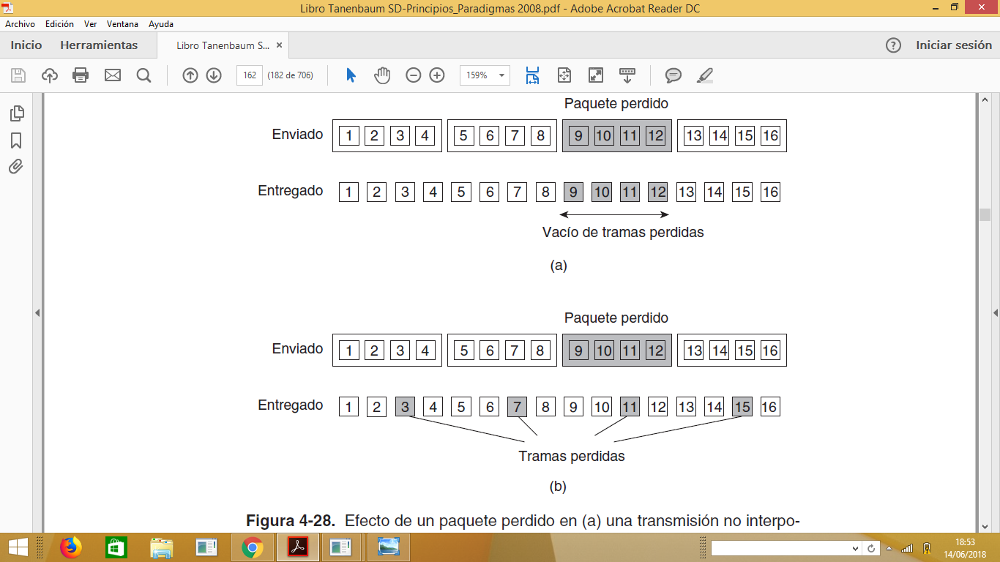 Libro Tanenbaum SD-Principios_Paradigmas 2008.pdf - Adobe Acrobat Reader DC
Archivo Edición Ver Ventana Ayuda
Inicio Herramientas Libro Tanenbaum S... × ? Iniciar sesión
162 (182 de 706) 159%
Paquete perdido
Enviado 1 2 3 4 5 6 7 8 9 10 11 12 13 14 15 16
Entregado 1 2 3 4 5 6 7 8 9 10 11 12 13 14 15 16
Vacío de tramas perdidas
(a)
Paquete perdido
Enviado 1 2 3 4 5 6 7 8 9 10 11 12 13 14 15 16
Entregado 1 2 3 4 5 6 7 8 9 10 11 12 13 14 15 16
Tramas perdidas
(b)
Figura 4-28. Efecto de un paquete perdido en (a) una transmisión no interpo-
18:53
14/06/2018